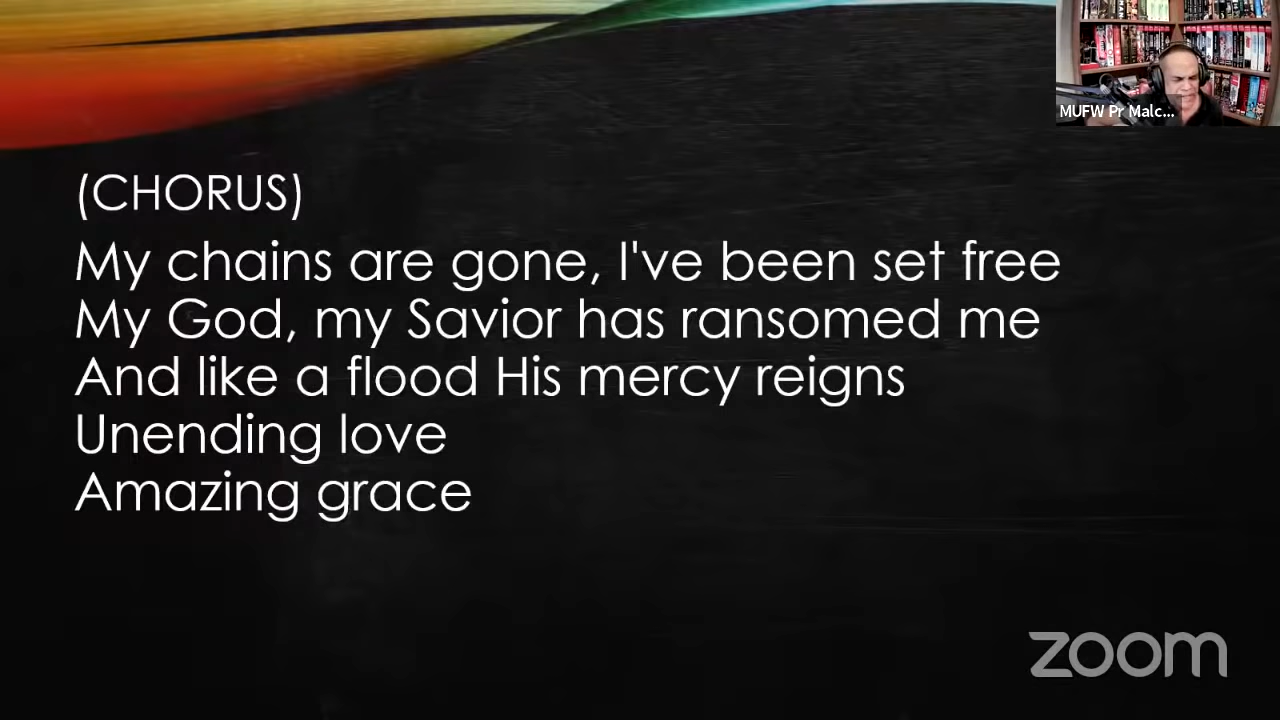 MUFW Pr Malc...
(CHORUS)
My chains are gone, I've been set free
My God, my Savior has ransomed me
And like a flood His mercy reigns
Unending love
Amazing grace
zoom